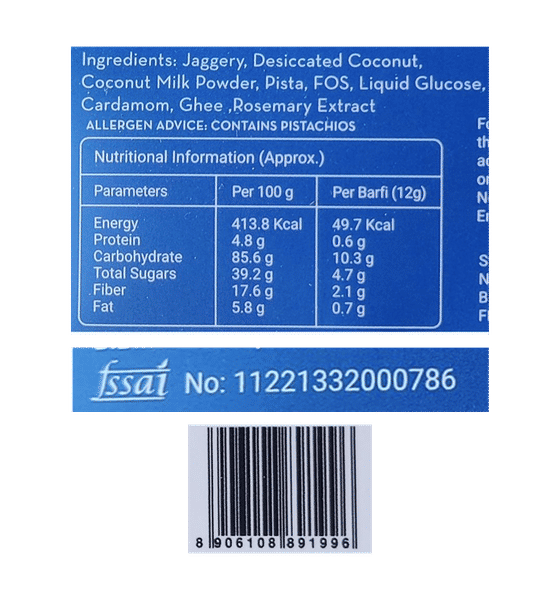 Ingredients: Jaggery, Desiccated Coconut,
Coconut Milk Powder, Pista, FOS, Liquid Glucose,
Cardamom, Ghee ,Rosemary Extract
ALLERGEN ADVICE: CONTAINS PISTACHIOS
Nutritional Information (Approx.)
Parameters Per 100 g Per Barfi (12g)
Energy 413.8 Kcal 49.7 Kcal
Protein 4.8 g 0.6 g
Carbohydrate 85.6 g 10.3 g
Total Sugars 39.2 g 4.7 g
Fiber 17.6 g 2.1 g
Fat 5.8 g 0.7 g
fssai No: 11221332000786
8 906108 891996